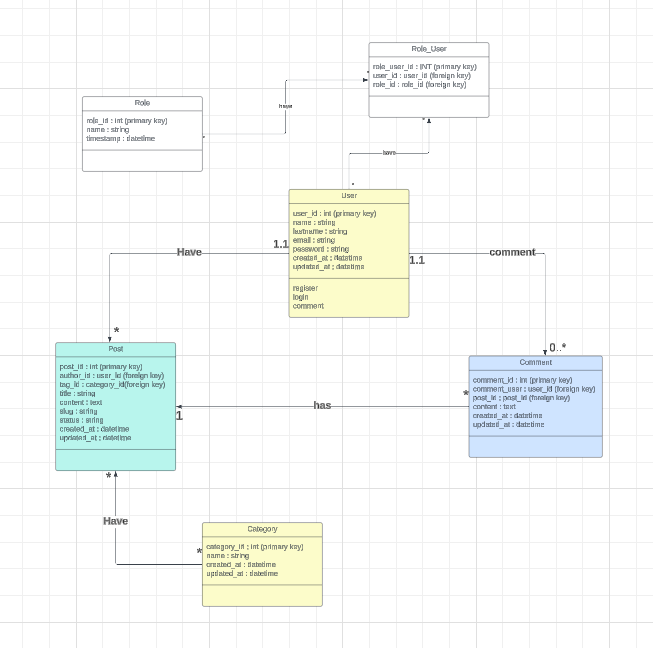 Role_User
role_user_id : INT (primary key)
user_id : user_id (foreign key)
role_id : role_id (foreign key)
*
have
Role
role_id : int (primary key)
name : string
timestamp : datetime
*
*
have
*
User
user_id : int (primary key)
name : string
lastname : string
email : string
password : string
created_at : datetime
updated_at : datetime
register
login
comment
Have
1.1
1.1
comment
*
0..*
Post
post_id : int (primary key)
author_id : user_id (foreign key)
tag_id : category_id(foreign key)
title : string
content : text
slug : string
status : string
created_at : datetime
updated_at : datetime
Comment
comment_id : int (primary key)
comment_user : user_id (foreign key)
post_id : post_id (foreign key)
content : text
created_at : datetime
updated_at : datetime
1
has
*
*
Have
*
Category
category_id : int (primary key)
name : string
created_at : datetime
updated_at : datetime